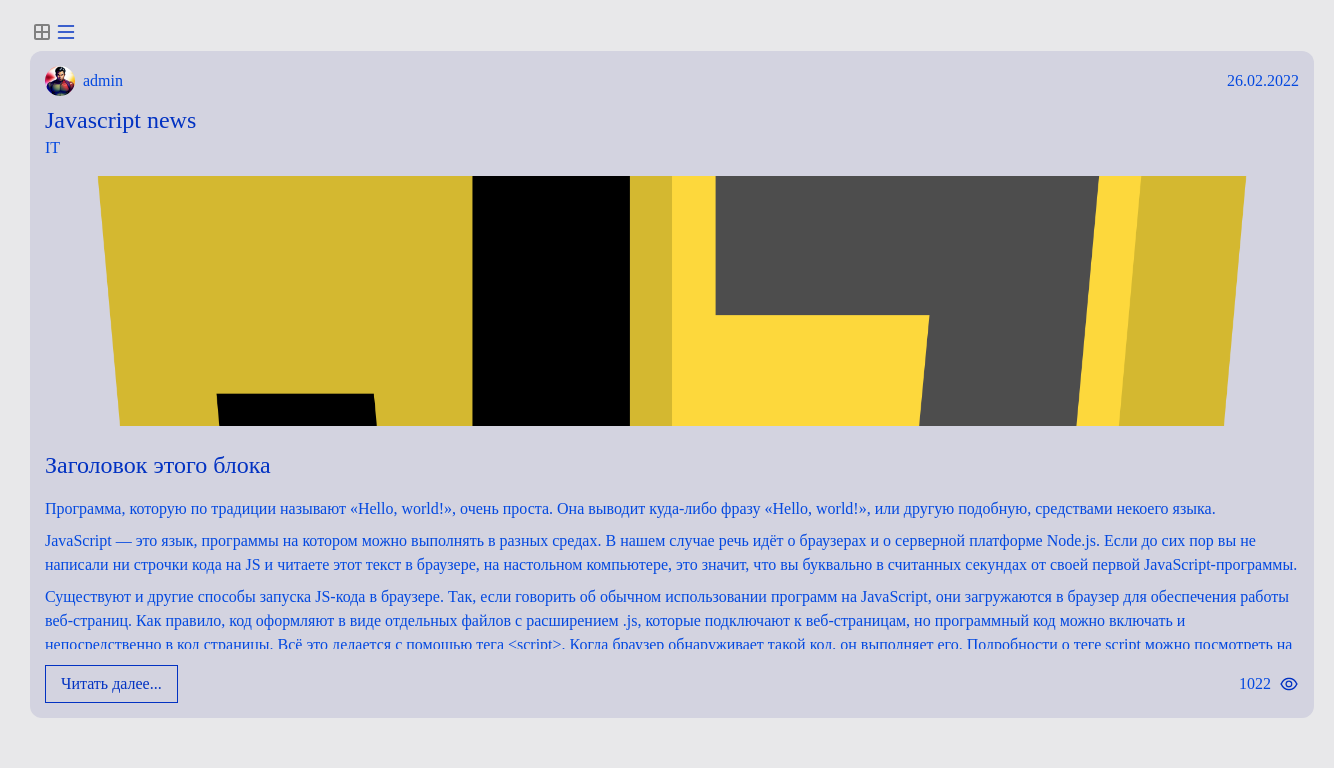 admin
26.02.2022
Javascript news
IT
Заголовок этого блока
Программа, которую по традиции называют «Hello, world!», очень проста. Она выводит куда-либо фразу «Hello, world!», или другую подобную, средствами некоего языка.
JavaScript — это язык, программы на котором можно выполнять в разных средах. В нашем случае речь идёт о браузерах и о серверной платформе Node.js. Если до сих пор вы не
написали ни строчки кода на JS и читаете этот текст в браузере, на настольном компьютере, это значит, что вы буквально в считанных секундах от своей первой JavaScript-программы.
Существуют и другие способы запуска JS-кода в браузере. Так, если говорить об обычном использовании программ на JavaScript, они загружаются в браузер для обеспечения работы
веб-страниц. Как правило, код оформляют в виде отдельных файлов с расширением .js, которые подключают к веб-страницам, но программный код можно включать и
непосредственно в код страницы. Всё это делается с помощью тега <script>. Когда браузер обнаруживает такой код, он выполняет его. Подробности о теге script можно посмотреть на
Читать далее...
1022